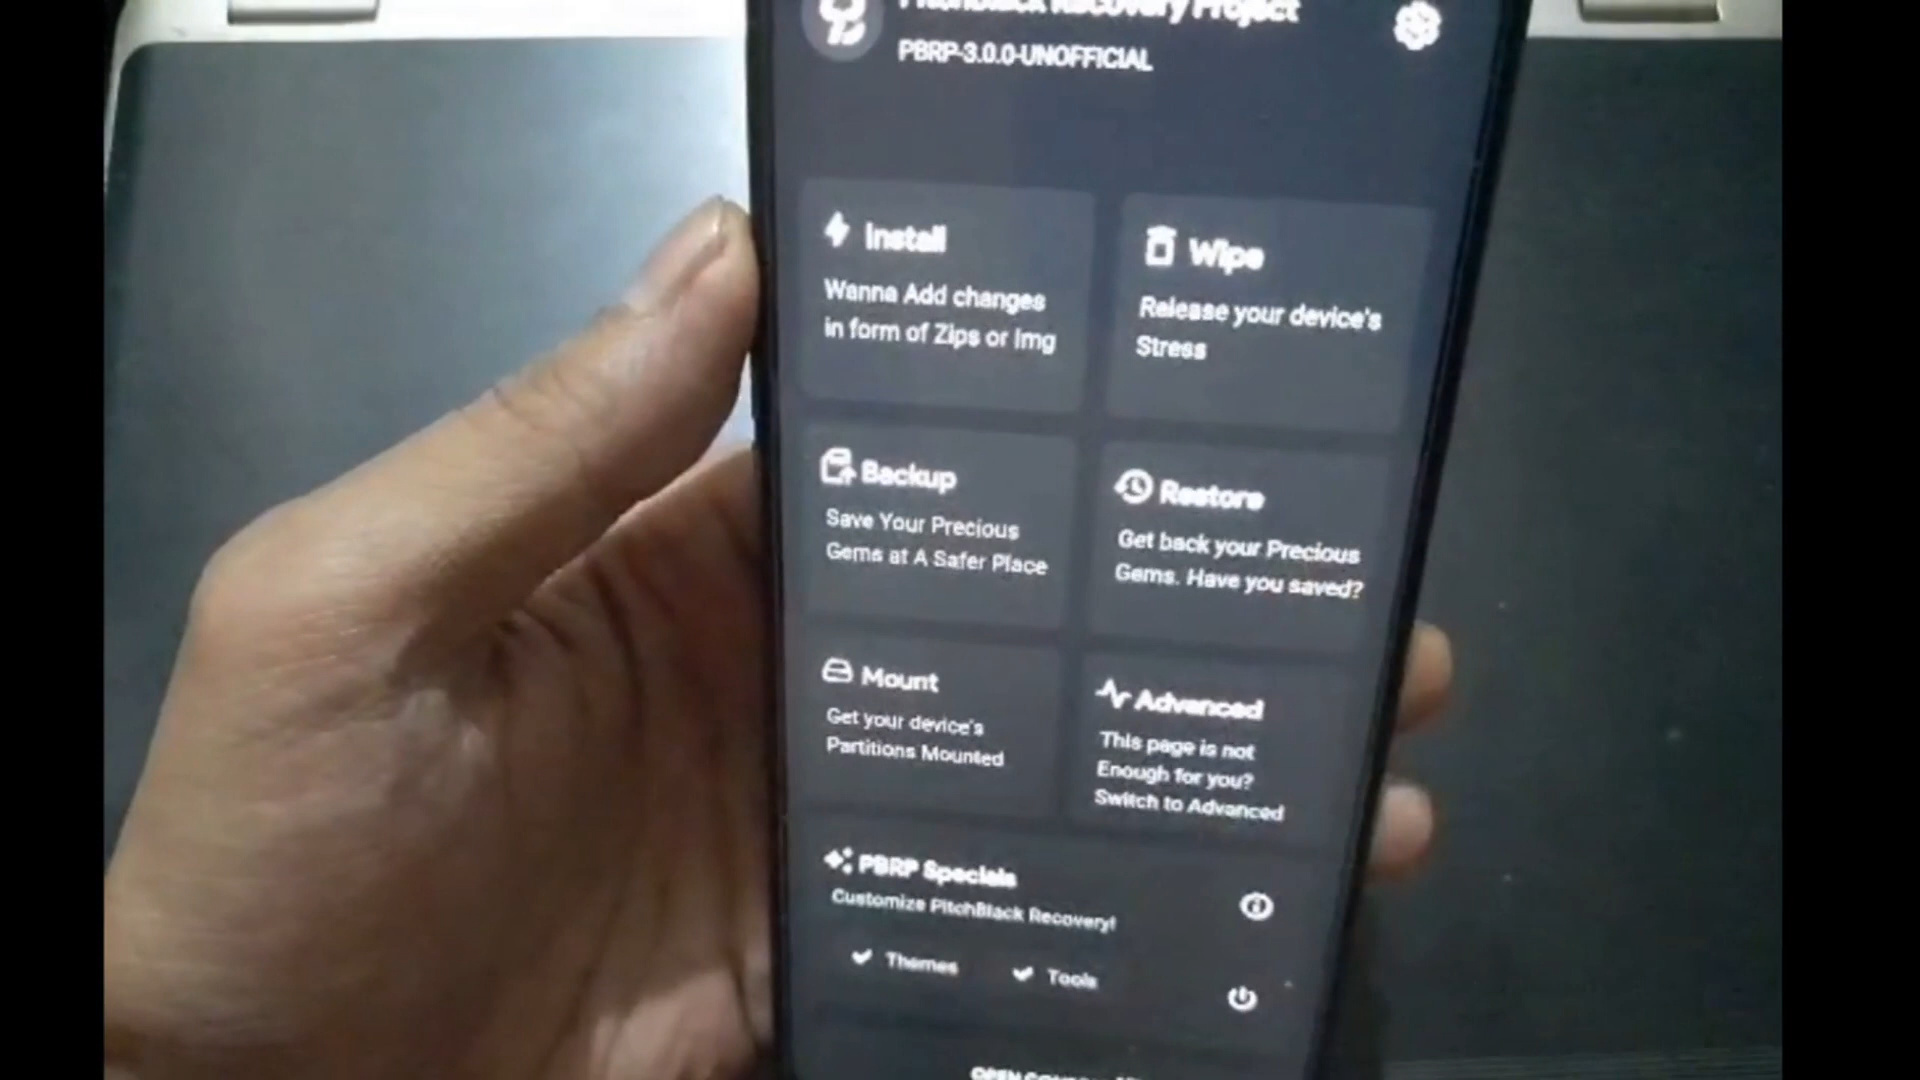 PitchBlack Recovery Project
PBRP-3.0.0-UNOFFICIAL
Install
Wanna Add changes
in form of Zips or Img
Wipe
Release your device's
Stress
Backup
Save Your Precious
Gems at A Safer Place
Restore
Get back your Precious
Gems. Have you saved?
Mount
Get your device's
Partitions Mounted
Advanced
This page is not
Enough for you?
Switch to Advanced
PBRP Specials
Customize PitchBlack Recovery!
Themes
Tools
OPEN